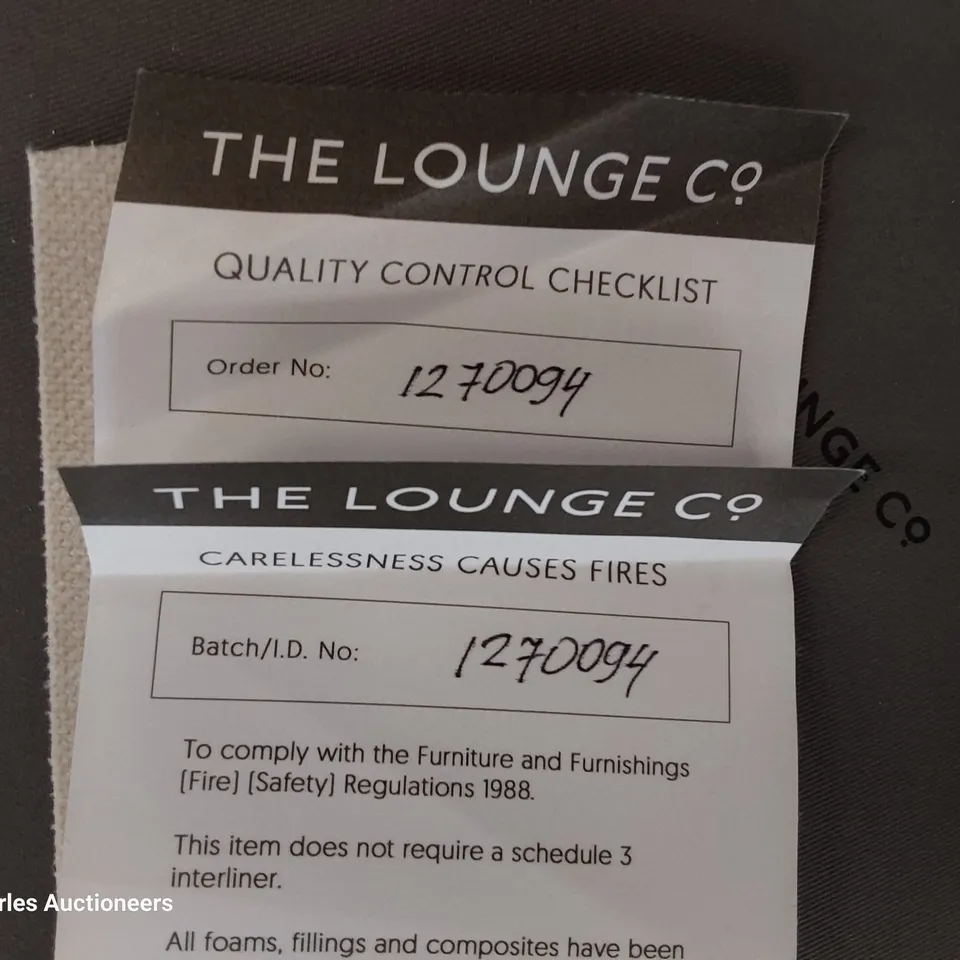 THE LOUNGE Co
QUALITY CONTROL CHECKLIST
Order No: 1270094
NGE Co
THE LOUNGE Co
CARELESSNESS CAUSES FIRES
Batch/I.D. No: 1270094
To comply with the Furniture and Furnishings
(Fire) (Safety) Regulations 1988.
This item does not require a schedule 3
interliner.
rles Auctioneers
All foams, fillings and composites have been